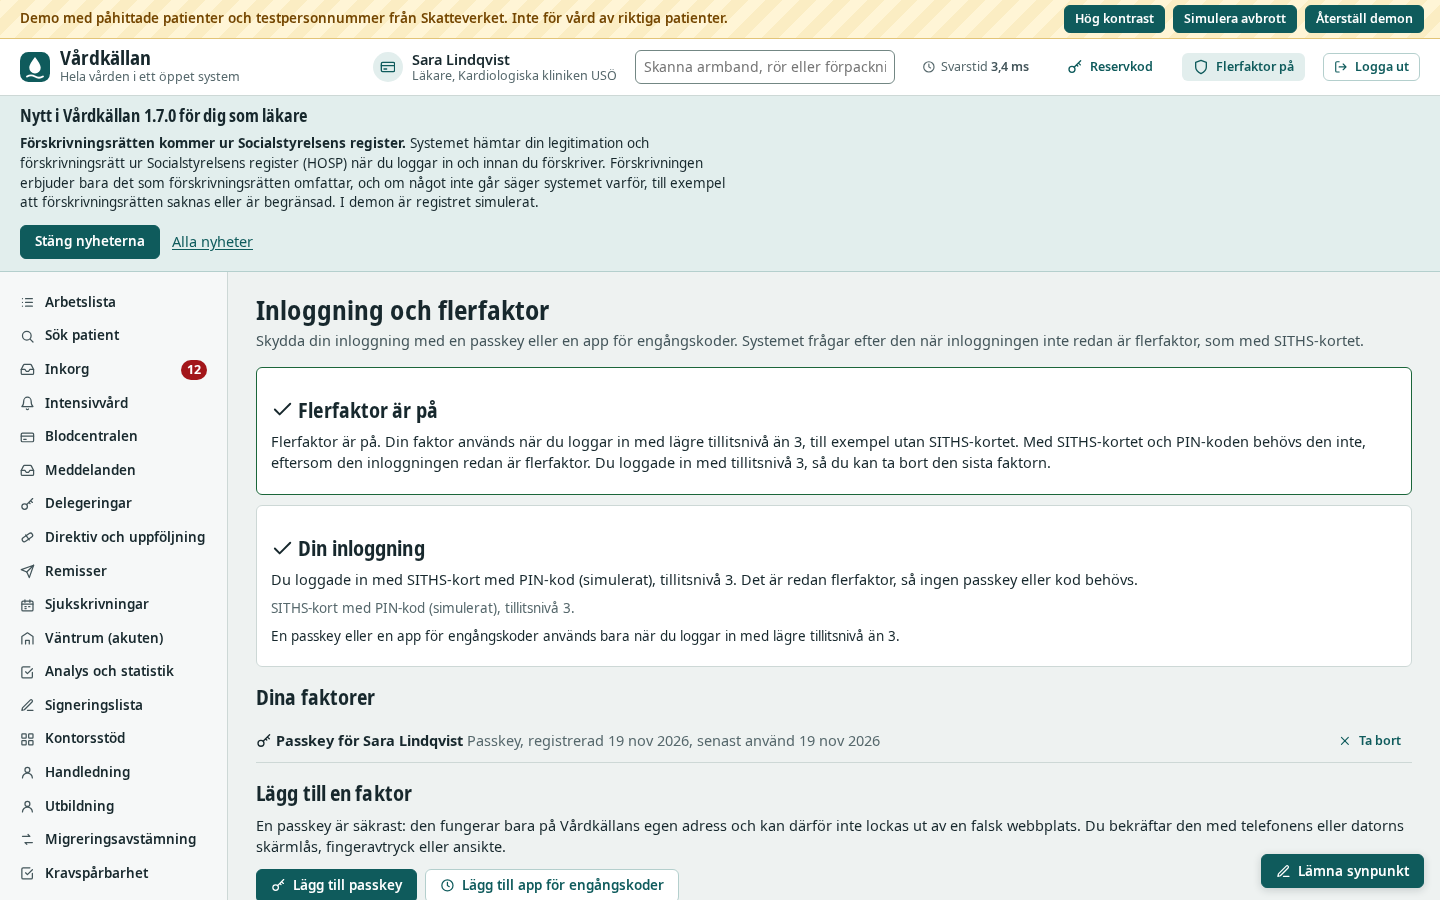 Demo med påhittade patienter och testpersonnummer från Skatteverket. Inte för vård av riktiga patienter.
Hög kontrast
Simulera avbrott
Återställ demon
Vårdkällan
Hela vården i ett öppet system
Sara Lindqvist
Läkare, Kardiologiska kliniken USÖ
Skanna armband, rör eller förpackni
Svarstid 3,4 ms
Reservkod
Flerfaktor på
Logga ut
Nytt i Vårdkällan 1.7.0 för dig som läkare
Förskrivningsrätten kommer ur Socialstyrelsens register. Systemet hämtar din legitimation och
förskrivningsrätt ur Socialstyrelsens register (HOSP) när du loggar in och innan du förskriver. Förskrivningen
erbjuder bara det som förskrivningsrätten omfattar, och om något inte går säger systemet varför, till exempel
att förskrivningsrätten saknas eller är begränsad. I demon är registret simulerat.
Stäng nyheterna
Alla nyheter
Arbetslista
Sök patient
Inkorg
12
Intensivvård
Blodcentralen
Meddelanden
Delegeringar
Direktiv och uppföljning
Remisser
Sjukskrivningar
Väntrum (akuten)
Analys och statistik
Signeringslista
Kontorsstöd
Handledning
Utbildning
Migreringsavstämning
Kravspårbarhet
Inloggning och flerfaktor
Skydda din inloggning med en passkey eller en app för engångskoder. Systemet frågar efter den när inloggningen inte redan är flerfaktor, som med SITHS-kortet.
Flerfaktor är på
Flerfaktor är på. Din faktor används när du loggar in med lägre tillitsnivå än 3, till exempel utan SITHS-kortet. Med SITHS-kortet och PIN-koden behövs den inte,
eftersom den inloggningen redan är flerfaktor. Du loggade in med tillitsnivå 3, så du kan ta bort den sista faktorn.
Din inloggning
Du loggade in med SITHS-kort med PIN-kod (simulerat), tillitsnivå 3. Det är redan flerfaktor, så ingen passkey eller kod behövs.
SITHS-kort med PIN-kod (simulerat), tillitsnivå 3.
En passkey eller en app för engångskoder används bara när du loggar in med lägre tillitsnivå än 3.
Dina faktorer
Passkey för Sara Lindqvist Passkey, registrerad 19 nov 2026, senast använd 19 nov 2026
Ta bort
Lägg till en faktor
En passkey är säkrast: den fungerar bara på Vårdkällans egen adress och kan därför inte lockas ut av en falsk webbplats. Du bekräftar den med telefonens eller datorns
skärmlås, fingeravtryck eller ansikte.
Lägg till passkey
Lägg till app för engångskoder
Lämna synpunkt